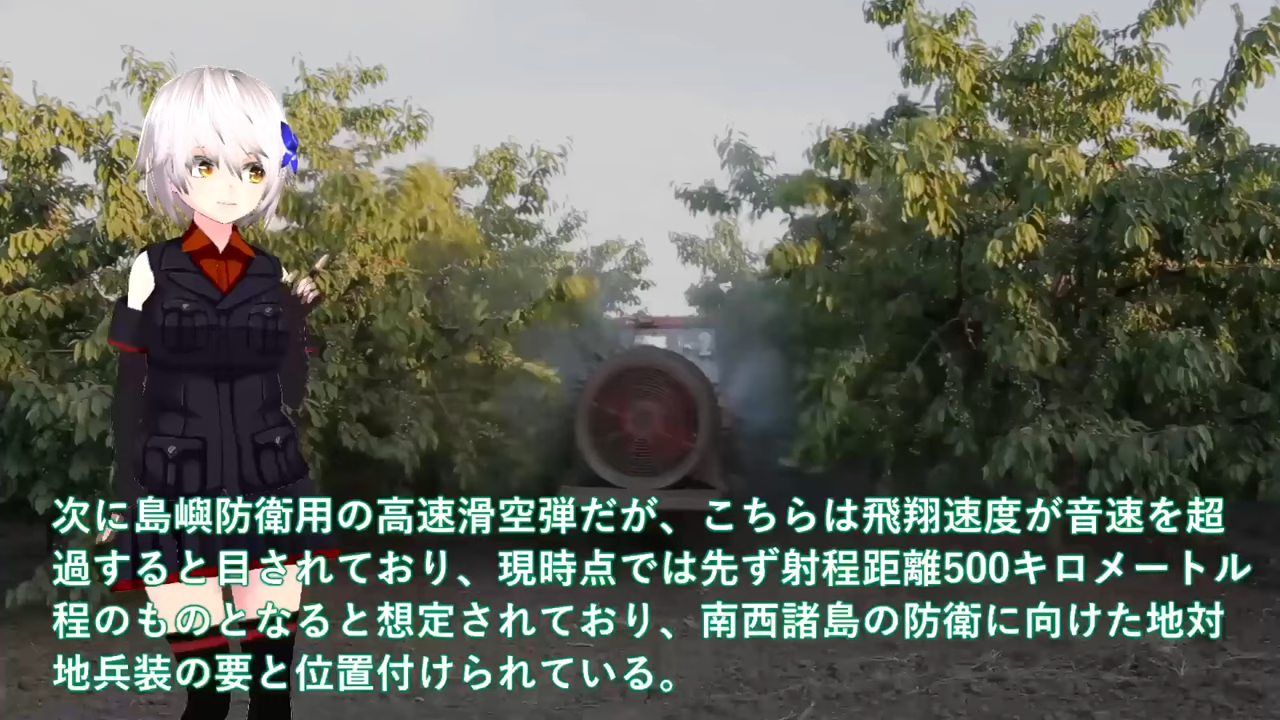 次に島嶼防衛用の高速滑空弾だが、こちらは飛翔速度が音速を超
過すると目されており、現時点では先ず射程距離500キロメートル
程のものとなると想定されており、南西諸島の防衛に向けた地対
地兵装の要と位置付けられている。